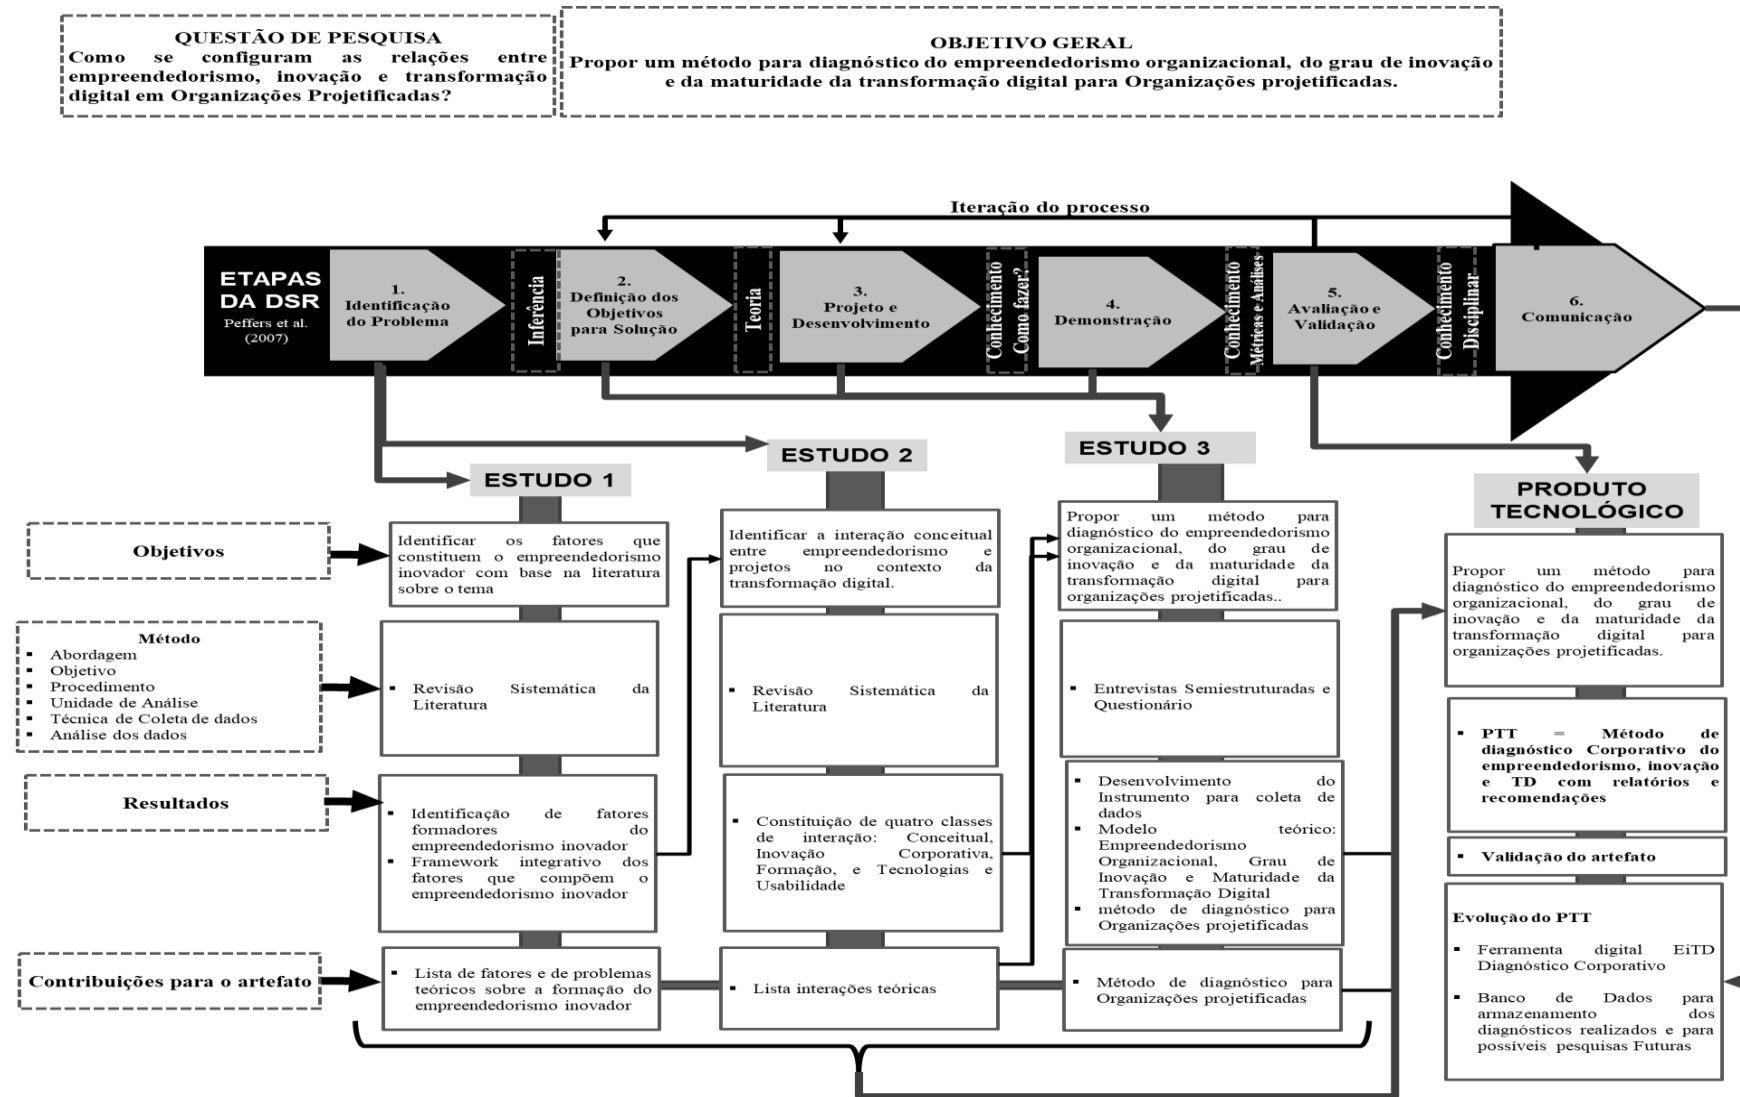 QUESTÃO DE PESQUISA
Como se configuram as relações entre
empreendedorismo, inovação e transformação
digital em Organizações Projetificadas?
OBJETIVO GERAL
Propor um método para diagnóstico do empreendedorismo organizacional, do grau de inovação
e da maturidade da transformação digital para Organizações projetificadas.
Iteração do processo
ETAPAS
DA DSR
Peffers et al.
(2007)
1.
Identificação
do Problema
Inferência
2.
Definição dos
Objetivos
para Solução
Teoria
3.
Projeto e
Desenvolvimento
Conhecimento
Como fazer?
4.
Demonstração
Conhecimento
Métricas e Análises
5.
Avaliação e
Validação
Conhecimento
Disciplinar
6.
Comunicação
ESTUDO 1
ESTUDO 2
ESTUDO 3
PRODUTO
TECNOLÓGICO
Objetivos
Identificar os fatores que
constituem o empreendedorismo
inovador com base na literatura
sobre o tema
Identificar a interação conceitual
entre empreendedorismo e
projetos no contexto da
transformação digital.
Propor um método para
diagnóstico do empreendedorismo
organizacional, do grau de
inovação e da maturidade da
transformação digital para
organizações projetificadas..
Propor um método para
diagnóstico do empreendedorismo
organizacional, do grau de
inovação e da maturidade da
transformação digital para
organizações projetificadas.
Método
▪ Abordagem
▪ Objetivo
▪ Procedimento
▪ Unidade de Análise
▪ Técnica de Coleta de dados
▪ Análise dos dados
▪ Revisão Sistemática da
Literatura
▪ Revisão Sistemática da
Literatura
▪ Entrevistas Semiestruturadas e
Questionário
▪ PTT = Método de
diagnóstico Corporativo do
empreendedorismo, inovação
e TD com relatórios e
recomendações
Resultados
▪ Identificação de fatores
formadores do
empreendedorismo inovador
▪ Framework integrativo dos
fatores que compõem o
empreendedorismo inovador
▪ Constituição de quatro classes
de interação: Conceitual,
Inovação Corporativa,
Formação, e Tecnologias e
Usabilidade
▪ Desenvolvimento do
Instrumento para coleta de
dados
▪ Modelo teórico:
Empreendedorismo
Organizacional, Grau de
Inovação e Maturidade da
Transformação Digital
▪ método de diagnóstico para
Organizações projetificadas
▪ Validação do artefato
Contribuições para o artefato
▪ Lista de fatores e de problemas
teóricos sobre a formação do
empreendedorismo inovador
▪ Lista interações teóricas
▪ Método de diagnóstico para
Organizações projetificadas
Evolução do PTT
▪ Ferramenta digital EiTD
Diagnóstico Corporativo
▪ Banco de Dados para
armazenamento dos
diagnósticos realizados e para
possíveis pesquisas Futuras